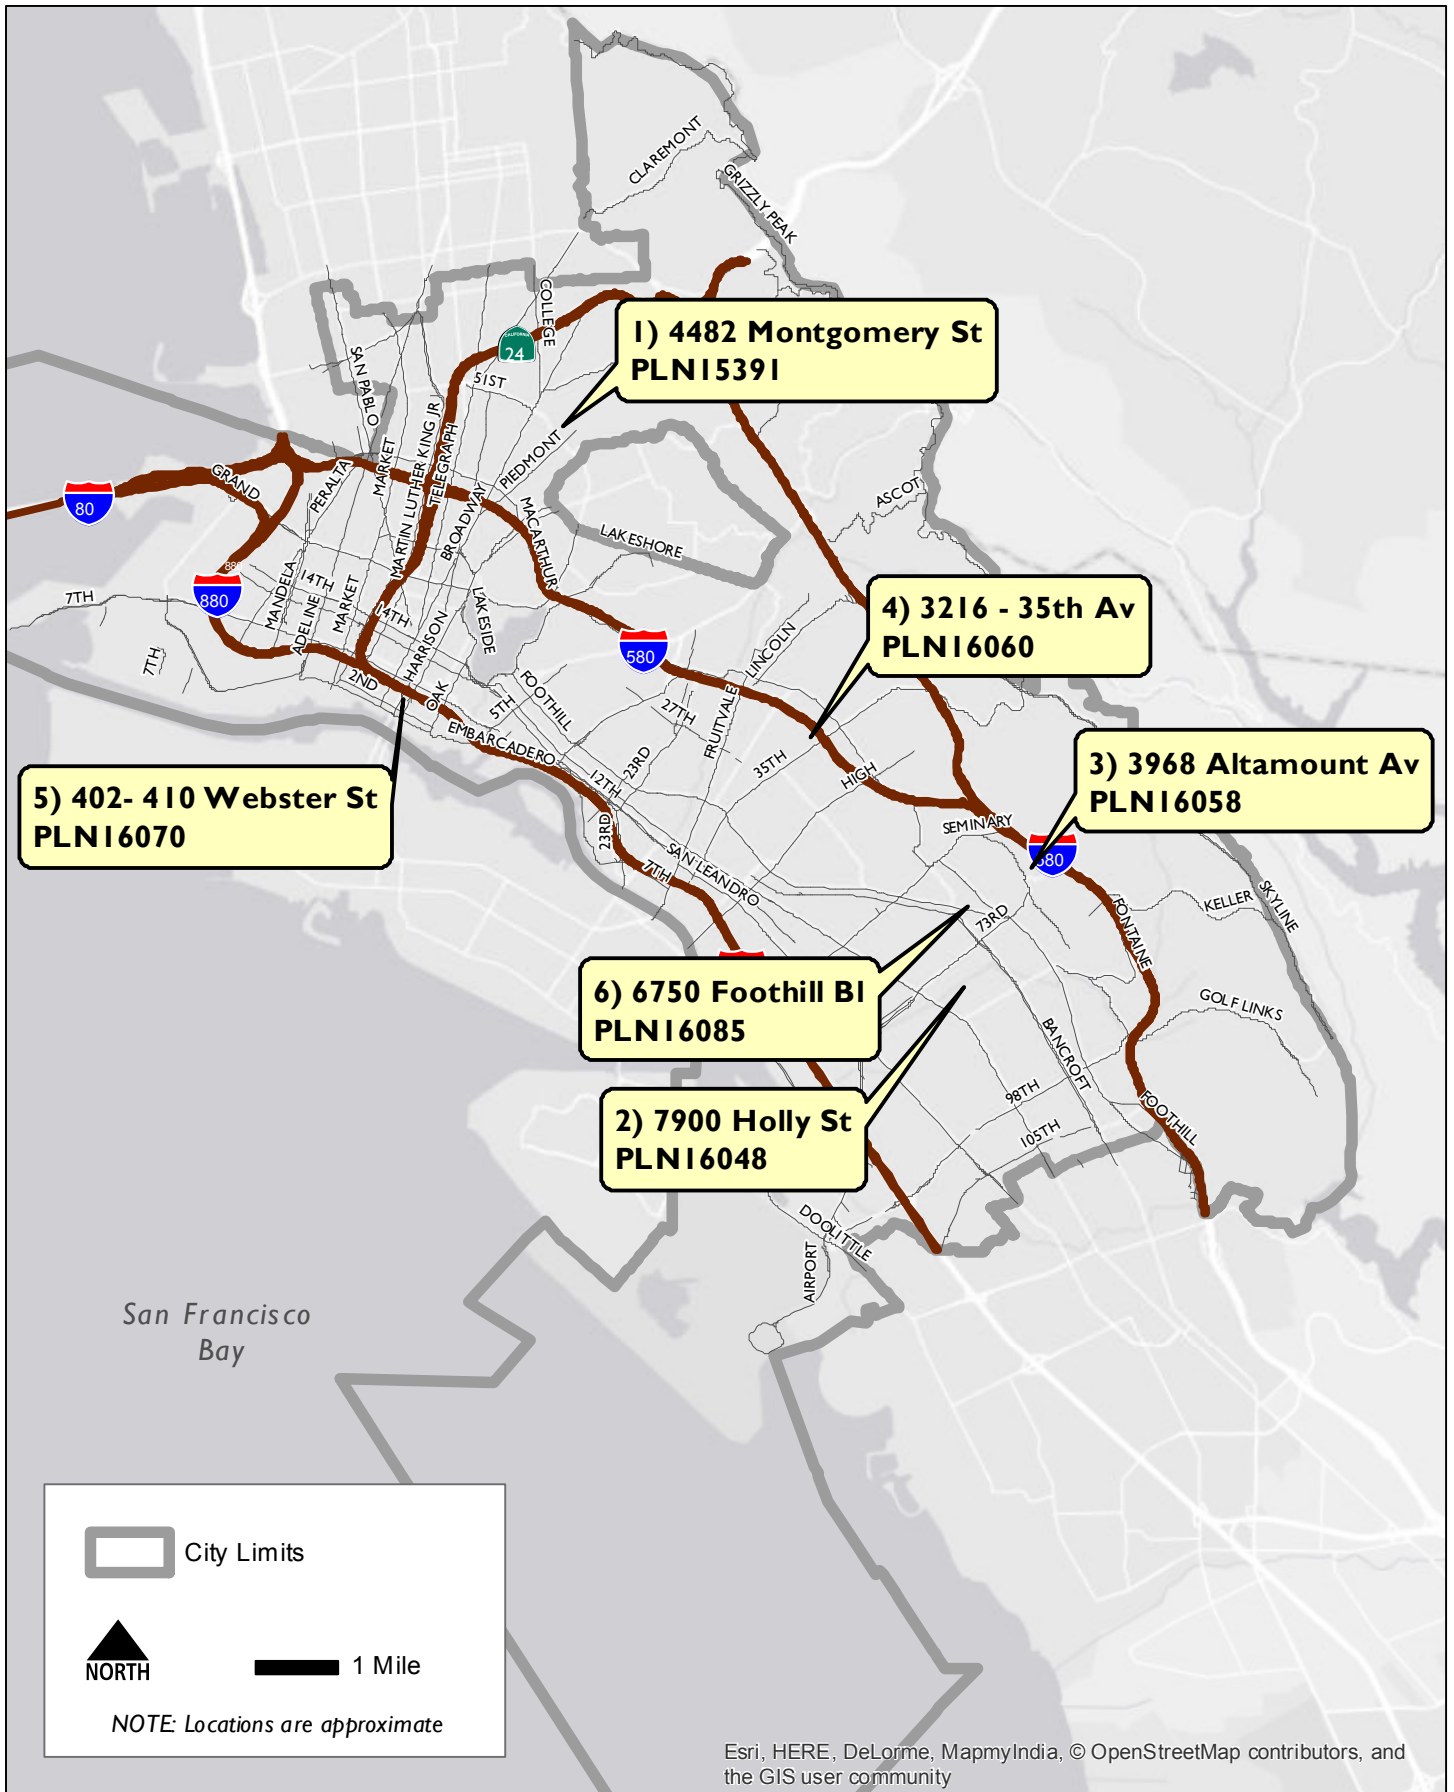 CLAREMONT
GRIZZLY PEAK
COLLEGE
1) 4482 Montgomery St
PLN15391
CALIFORNIA
24
51ST
SAN PABLO
MARKET
MARTIN LUTHER KING JR
TELEGRAPH
PIEDMONT
BROADWAY
PERALTA
GRAND
80
MACARTHUR
LAKESHORE
ASCOT
880
880
7TH
14TH
MANDELA
ADELINE
MARKET
14TH
LAKESIDE
HARRISON
4) 3216 - 35th Av
PLN16060
LINCOLN
580
7TH
2ND
OAK
5TH
FOOTHILL
27TH
FRUITVALE
EMBARCADERO
35TH
HIGH
23RD
12TH
3) 3968 Altamount Av
PLN16058
5) 402- 410 Webster St
PLN16070
23RD
SEMINARY
580
7TH
SAN LEANDRO
SKYLINE
KELLER
73RD
FONTAINE
6) 6750 Foothill Bl
PLN16085
GOLF LINKS
BANCROFT
98TH
FOOTHILL
2) 7900 Holly St
PLN16048
105TH
DOOLITTLE
AIRPORT
San Francisco
Bay
City Limits
NORTH
1 Mile
NOTE: Locations are approximate
Esri, HERE, DeLorme, MapmyIndia, © OpenStreetMap contributors, and
the GIS user community